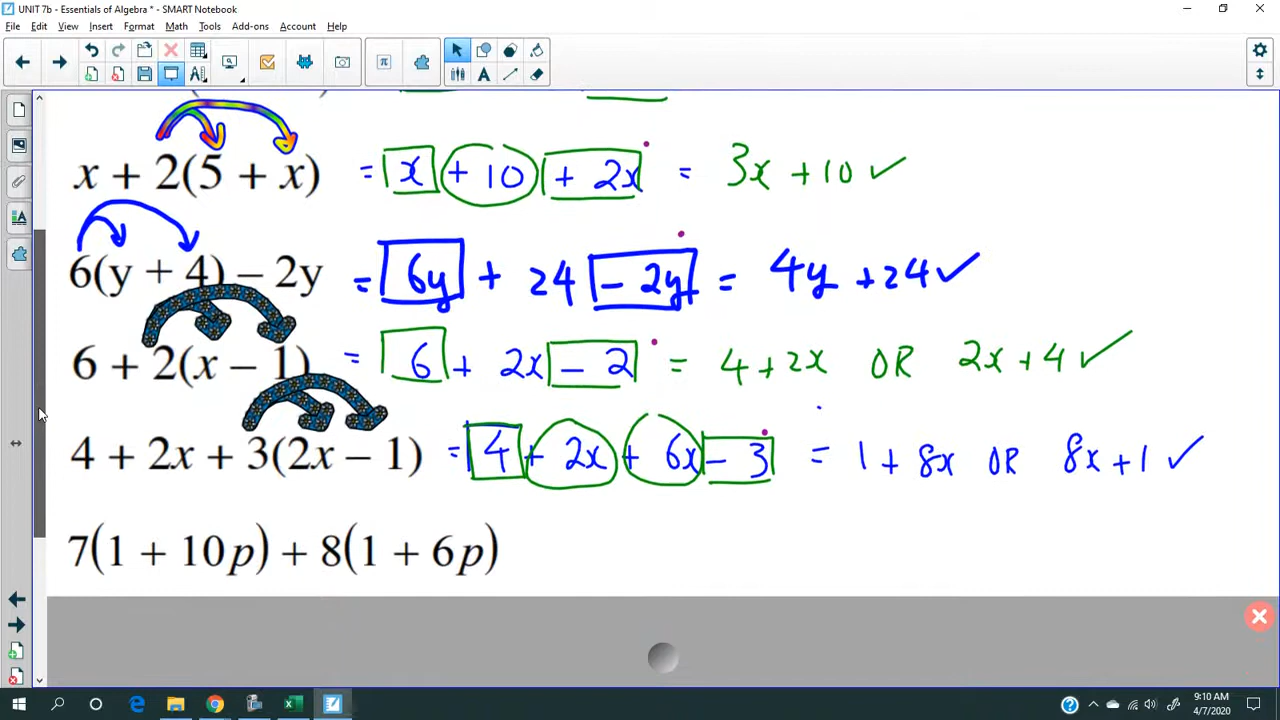 UNIT 7b - Essentials of Algebra * - SMART Notebook
File Edit View Insert Format Math Tools Add-ons Account Help
x + 2(5 + x) = x + 10 + 2x = 3x + 10 ✓
6(y + 4) – 2y = 6y + 24 – 2y = 4y + 24 ✓
6 + 2(x – 1) = 6 + 2x – 2 = 4 + 2x OR 2x + 4 ✓
4 + 2x + 3(2x – 1) = 4 + 2x + 6x – 3 = 1 + 8x OR 8x + 1 ✓
7(1 + 10p) + 8(1 + 6p)
9:10 AM
4/7/2020